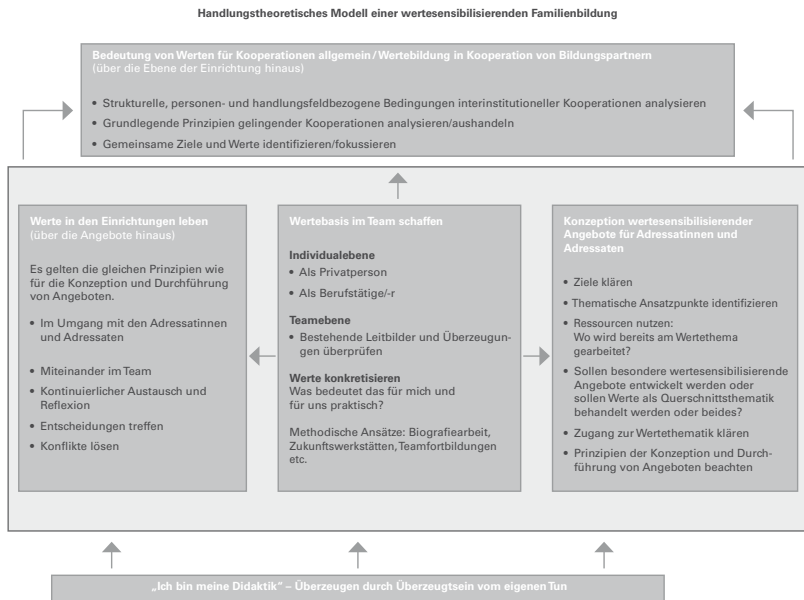 Handlungstheoretisches Modell einer wertesensibilisierenden Familienbildung
Bedeutung von Werten für Kooperationen allgemein / Wertebildung in Kooperation von Bildungspartnern
(über die Ebene der Einrichtung hinaus)
• Strukturelle, personen- und handlungsfeldbezogene Bedingungen interinstitutioneller Kooperationen analysieren
• Grundlegende Prinzipien gelingender Kooperationen analysieren/aushandeln
• Gemeinsame Ziele und Werte identifizieren/fokussieren
Werte in den Einrichtungen leben
(über die Angebote hinaus)
Es gelten die gleichen Prinzipien wie
für die Konzeption und Durchführung
von Angeboten.
• Im Umgang mit den Adressatinnen
und Adressaten
• Miteinander im Team
• Kontinuierlicher Austausch und
Reflexion
• Entscheidungen treffen
• Konflikte lösen
Wertebasis im Team schaffen
Individualebene
• Als Privatperson
• Als Berufstätige/-r
Teamebene
• Bestehende Leitbilder und Überzeugun-
gen überprüfen
Werte konkretisieren
Was bedeutet das für mich und
für uns praktisch?
Methodische Ansätze: Biografiearbeit,
Zukunftswerkstätten, Teamfortbildungen
etc.
Konzeption wertesensibilisierender
Angebote für Adressatinnen und
Adressaten
• Ziele klären
• Thematische Ansatzpunkte identifizieren
• Ressourcen nutzen:
Wo wird bereits am Wertethema
gearbeitet?
• Sollen besondere wertesensibilisierende
Angebote entwickelt werden oder
sollen Werte als Querschnittsthematik
behandelt werden oder beides?
• Zugang zur Wertethematik klären
• Prinzipien der Konzeption und Durch-
führung von Angeboten beachten
„Ich bin meine Didaktik“ – Überzeugen durch Überzeugtsein vom eigenen Tun